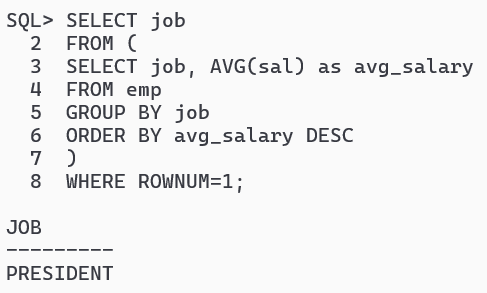 SQL> SELECT job
  2  FROM (
  3  SELECT job, AVG(sal) as avg_salary
  4  FROM emp
  5  GROUP BY job
  6  ORDER BY avg_salary DESC
  7  )
  8  WHERE ROWNUM=1;

JOB
---------
PRESIDENT